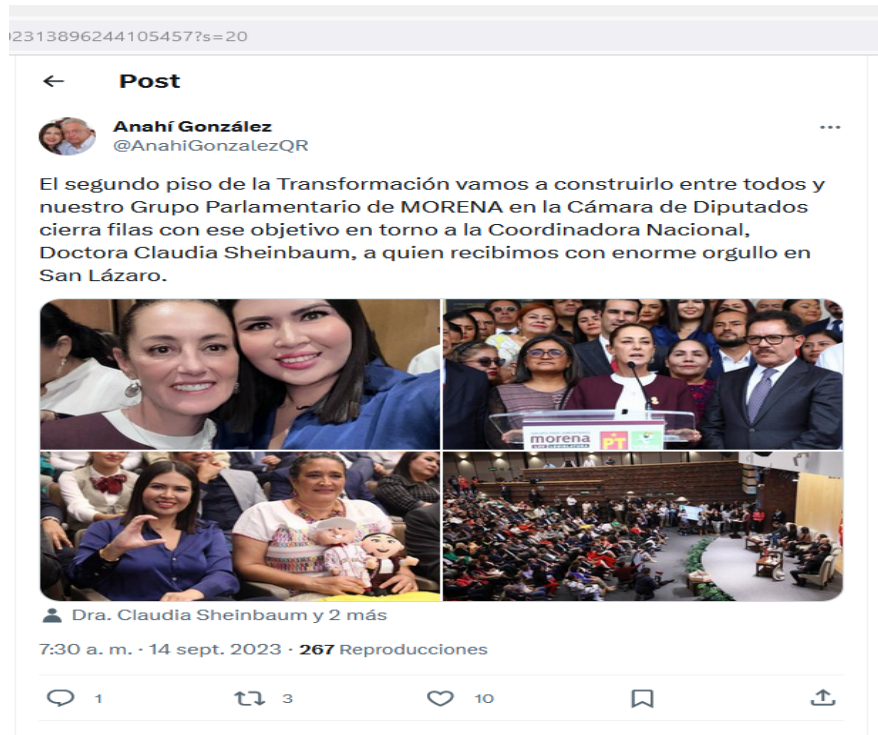 02313896244105457?s=20
← Post
Anahí González
@AnahiGonzalezQR
El segundo piso de la Transformación vamos a construirlo entre todos y
nuestro Grupo Parlamentario de MORENA en la Cámara de Diputados
cierra filas con ese objetivo en torno a la Coordinadora Nacional,
Doctora Claudia Sheinbaum, a quien recibimos con enorme orgullo en
San Lázaro.
morena PT
Dra. Claudia Sheinbaum y 2 más
7:30 a. m. · 14 sept. 2023 · 267 Reproducciones
1 3 10